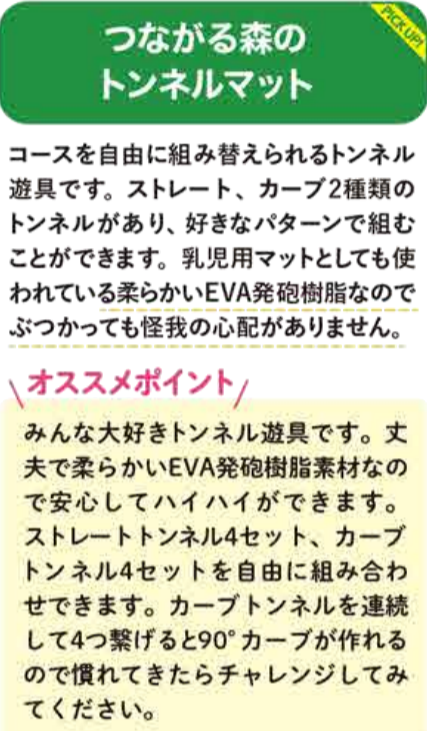 PICK UP!
つながる森の
トンネルマット
コースを自由に組み替えられるトンネル
遊具です。ストレート、カーブ2種類の
トンネルがあり、好きなパターンで組む
ことができます。乳児用マットとしても使
われている柔らかいEVA発砲樹脂なので
ぶつかっても怪我の心配がありません。
オススメポイント
みんな大好きトンネル遊具です。丈
夫で柔らかいEVA発砲樹脂素材なの
で安心してハイハイができます。
ストレートトンネル4セット、カーブ
トンネル4セットを自由に組み合わ
せできます。カーブトンネルを連続
して4つ繋げると90°カーブが作れる
ので慣れてきたらチャレンジしてみ
てください。